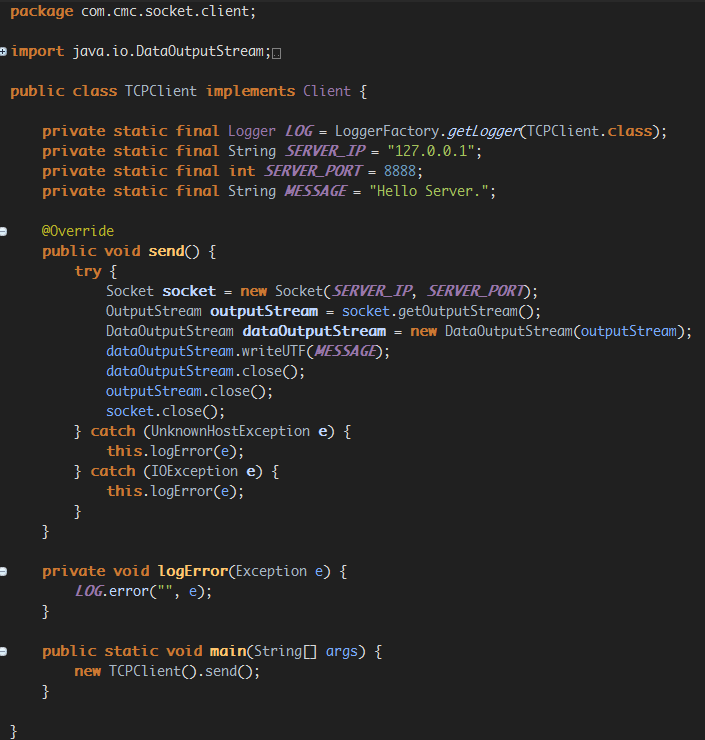 package com.cmc.socket.client;
import java.io.DataOutputStream;
public class TCPClient implements Client {
private static final Logger LOG = LoggerFactory.getLogger(TCPClient.class);
private static final String SERVER_IP = "127.0.0.1";
private static final int SERVER_PORT = 8888;
private static final String MESSAGE = "Hello Server.";
@Override
public void send() {
try {
Socket socket = new Socket(SERVER_IP, SERVER_PORT);
OutputStream outputStream = socket.getOutputStream();
DataOutputStream dataOutputStream = new DataOutputStream(outputStream);
dataOutputStream.writeUTF(MESSAGE);
dataOutputStream.close();
outputStream.close();
socket.close();
} catch (UnknownHostException e) {
this.logError(e);
} catch (IOException e) {
this.logError(e);
}
}
private void logError(Exception e) {
LOG.error("", e);
}
public static void main(String[] args) {
new TCPClient().send();
}
}